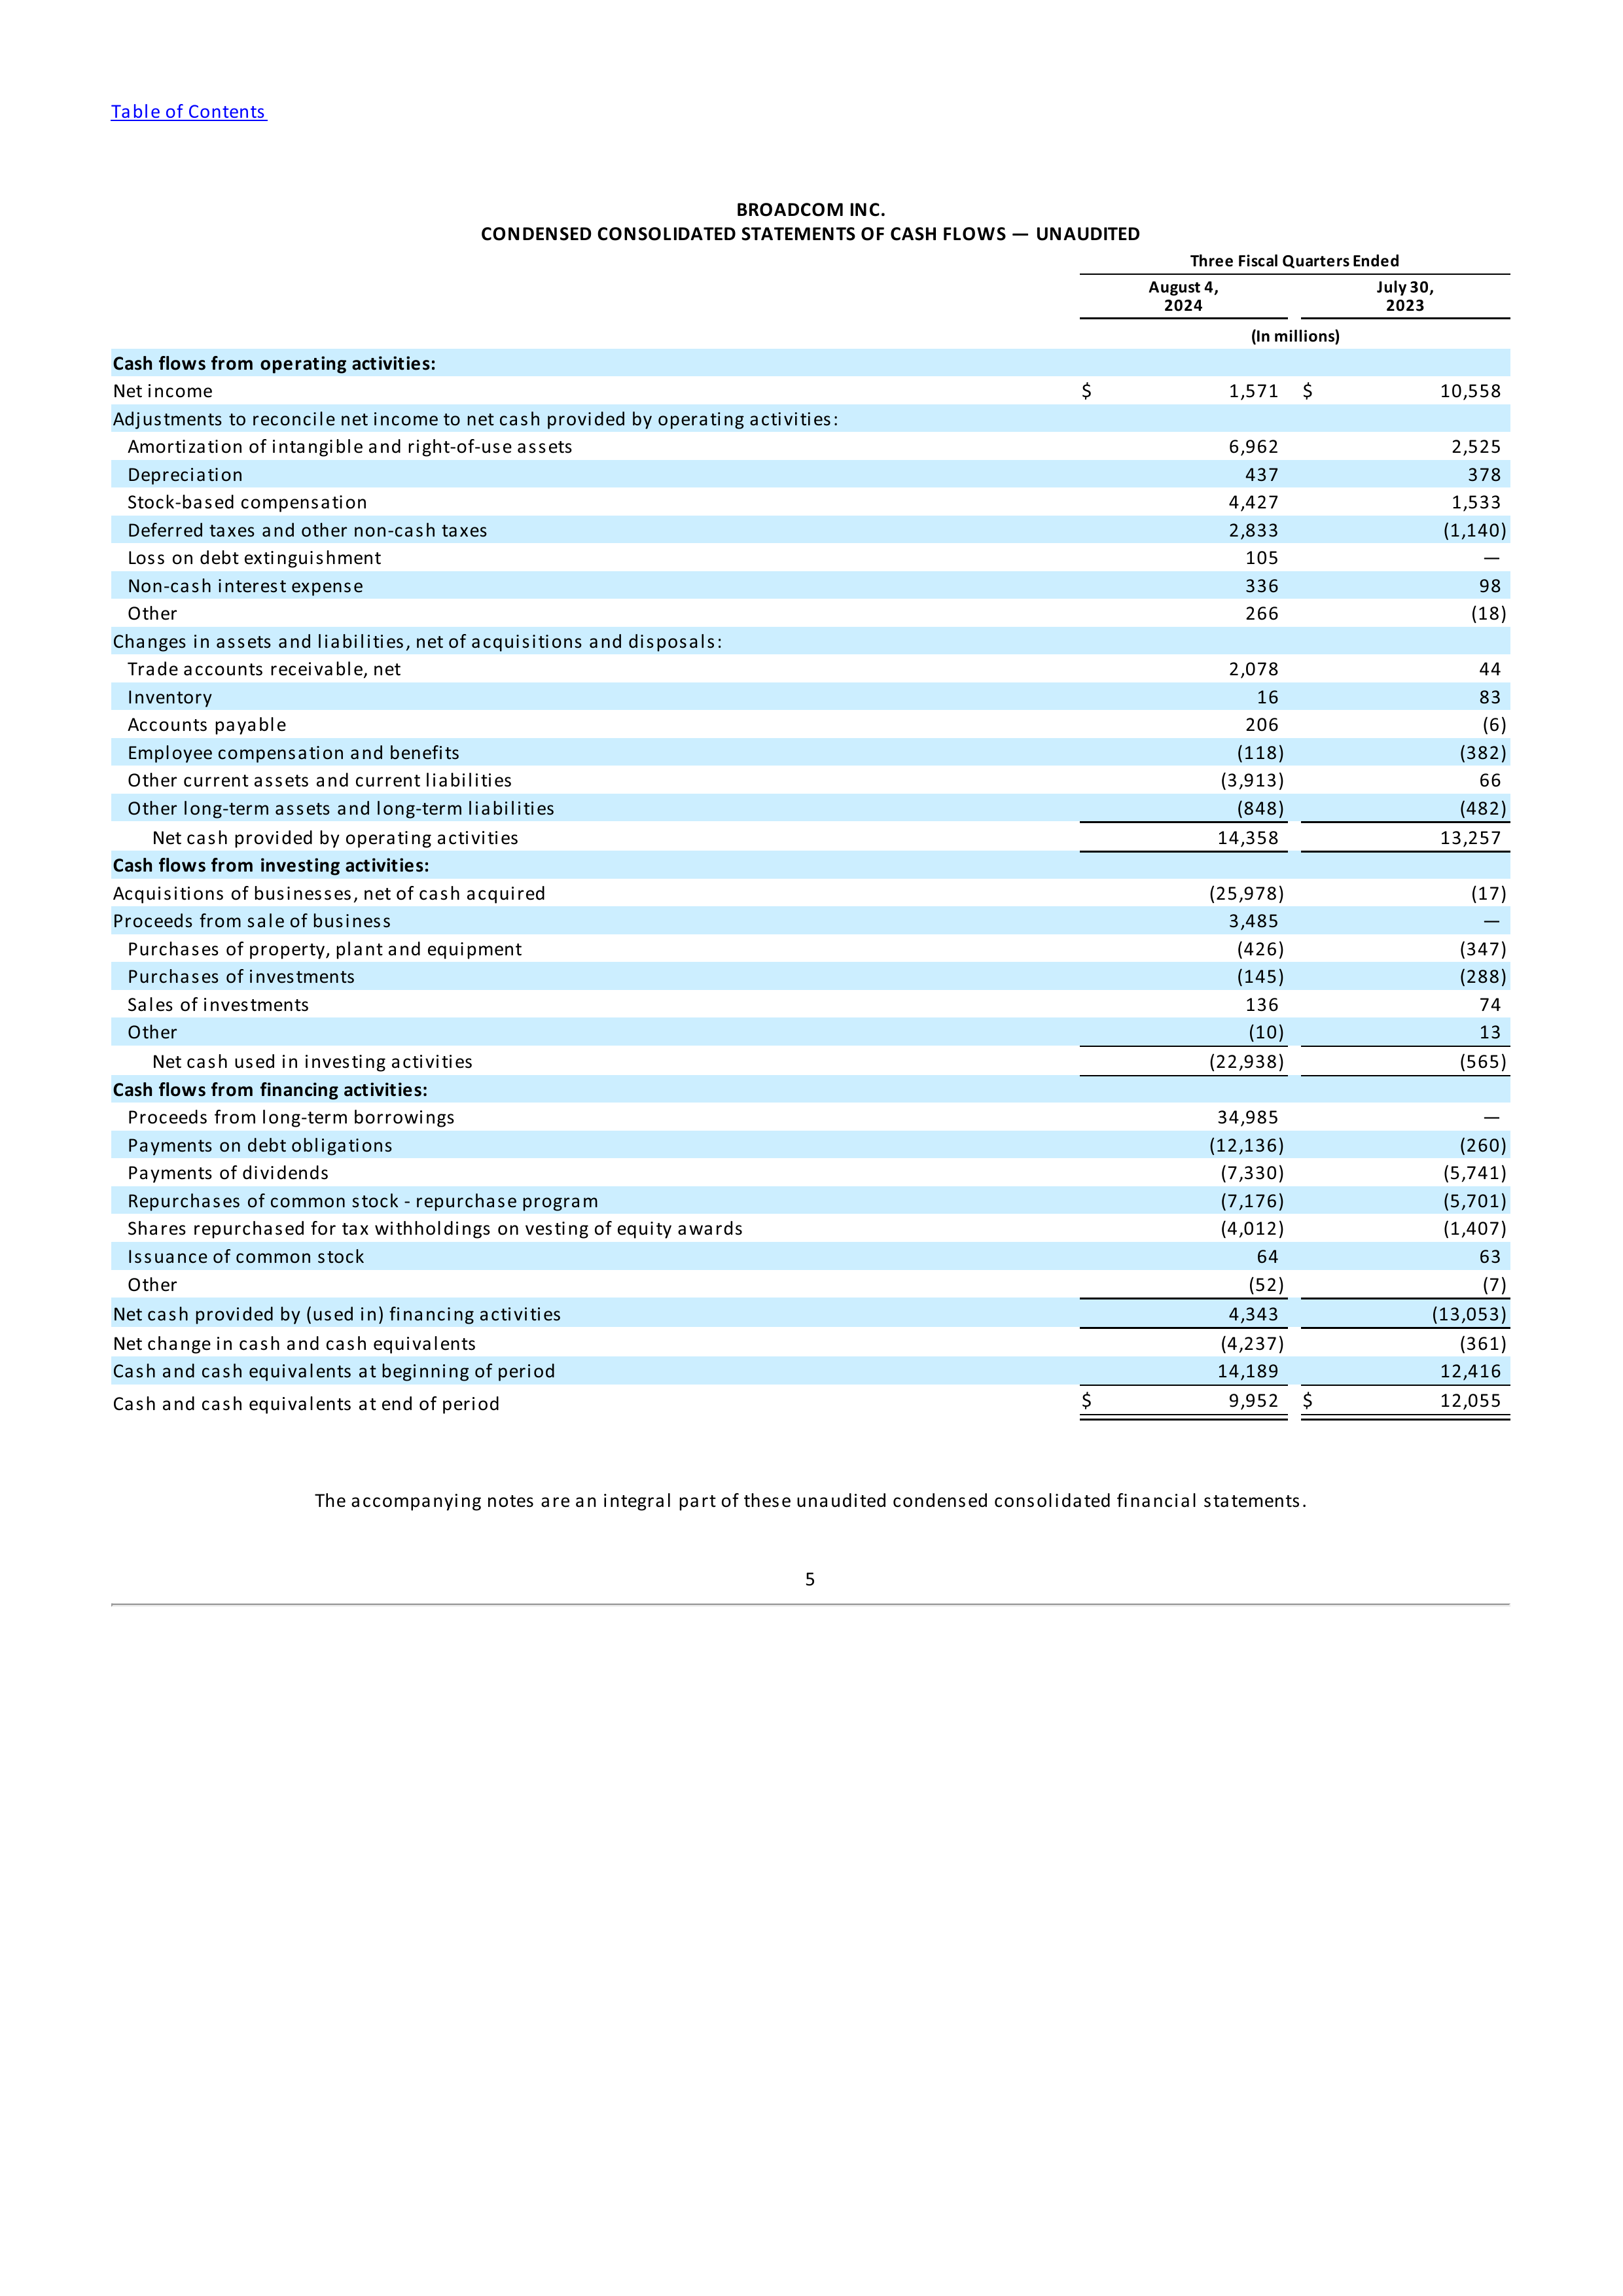 Table of Contents
BROADCOM INC.
CONDENSED CONSOLIDATED STATEMENTS OF CASH FLOWS — UNAUDITED
Three Fiscal Quarters Ended
August 4, 2024 July 30, 2023
(In millions)
Cash flows from operating activities:
Net income $ 1,571 $ 10,558
Adjustments to reconcile net income to net cash provided by operating activities:
Amortization of intangible and right-of-use assets 6,962 2,525
Depreciation 437 378
Stock-based compensation 4,427 1,533
Deferred taxes and other non-cash taxes 2,833 (1,140)
Loss on debt extinguishment 105 —
Non-cash interest expense 336 98
Other 266 (18)
Changes in assets and liabilities, net of acquisitions and disposals:
Trade accounts receivable, net 2,078 44
Inventory 16 83
Accounts payable 206 (6)
Employee compensation and benefits (118) (382)
Other current assets and current liabilities (3,913) 66
Other long-term assets and long-term liabilities (848) (482)
Net cash provided by operating activities 14,358 13,257
Cash flows from investing activities:
Acquisitions of businesses, net of cash acquired (25,978) (17)
Proceeds from sale of business 3,485 —
Purchases of property, plant and equipment (426) (347)
Purchases of investments (145) (288)
Sales of investments 136 74
Other (10) 13
Net cash used in investing activities (22,938) (565)
Cash flows from financing activities:
Proceeds from long-term borrowings 34,985 —
Payments on debt obligations (12,136) (260)
Payments of dividends (7,330) (5,741)
Repurchases of common stock - repurchase program (7,176) (5,701)
Shares repurchased for tax withholdings on vesting of equity awards (4,012) (1,407)
Issuance of common stock 64 63
Other (52) (7)
Net cash provided by (used in) financing activities 4,343 (13,053)
Net change in cash and cash equivalents (4,237) (361)
Cash and cash equivalents at beginning of period 14,189 12,416
Cash and cash equivalents at end of period $ 9,952 $ 12,055
The accompanying notes are an integral part of these unaudited condensed consolidated financial statements.
5